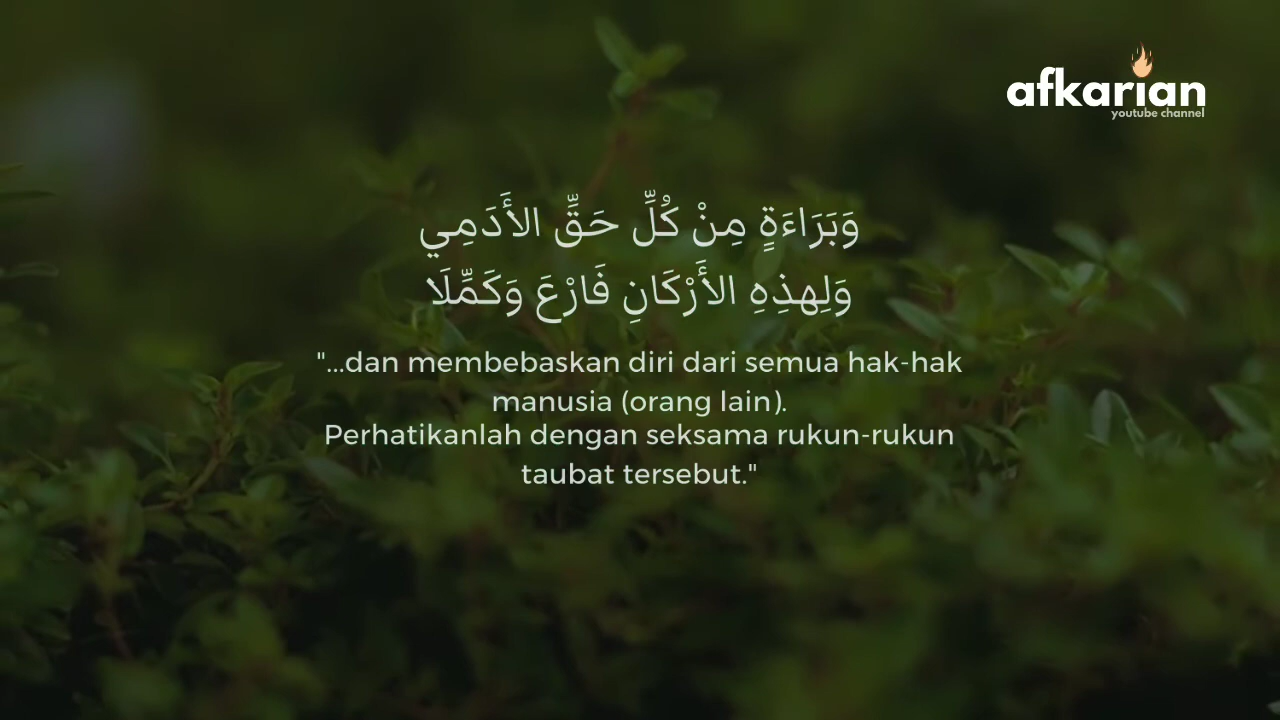 afkarian
youtube channel
وَبَرَاءَةٍ مِنْ كُلِّ حَقِّ الأَدَمِي
وَلِهذِهِ الأَرْكَانِ فَارْعَ وَكَمِّلَا
"...dan membebaskan diri dari semua hak-hak
manusia (orang lain).
Perhatikanlah dengan seksama rukun-rukun
taubat tersebut."